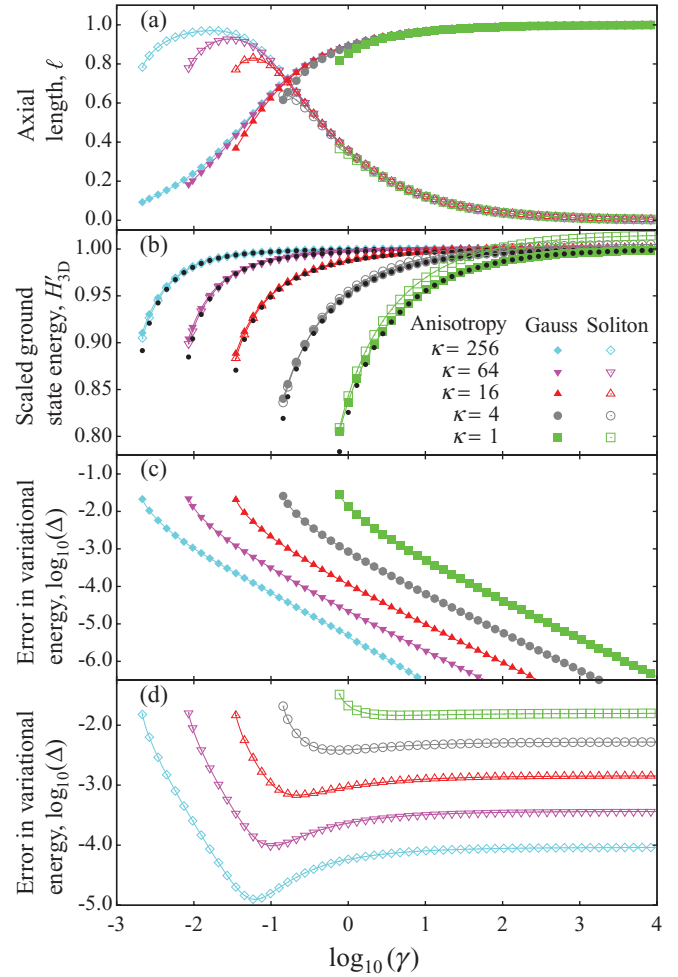 (a)
1.0
0.8
0.6
0.4
0.2
0.0
Axial
length, ℓ
(b)
1.00
0.95
0.90
0.85
0.80
Scaled ground
state energy, H′3D
Anisotropy Gauss Soliton
κ = 256
κ = 64
κ = 16
κ = 4
κ = 1
(c)
-1.0
-2.0
-3.0
-4.0
-5.0
-6.0
Error in variational
energy, log10(Δ)
(d)
-2.0
-3.0
-4.0
-5.0
Error in variational
energy, log10(Δ)
-3 -2 -1 0 1 2 3 4
log10(γ)